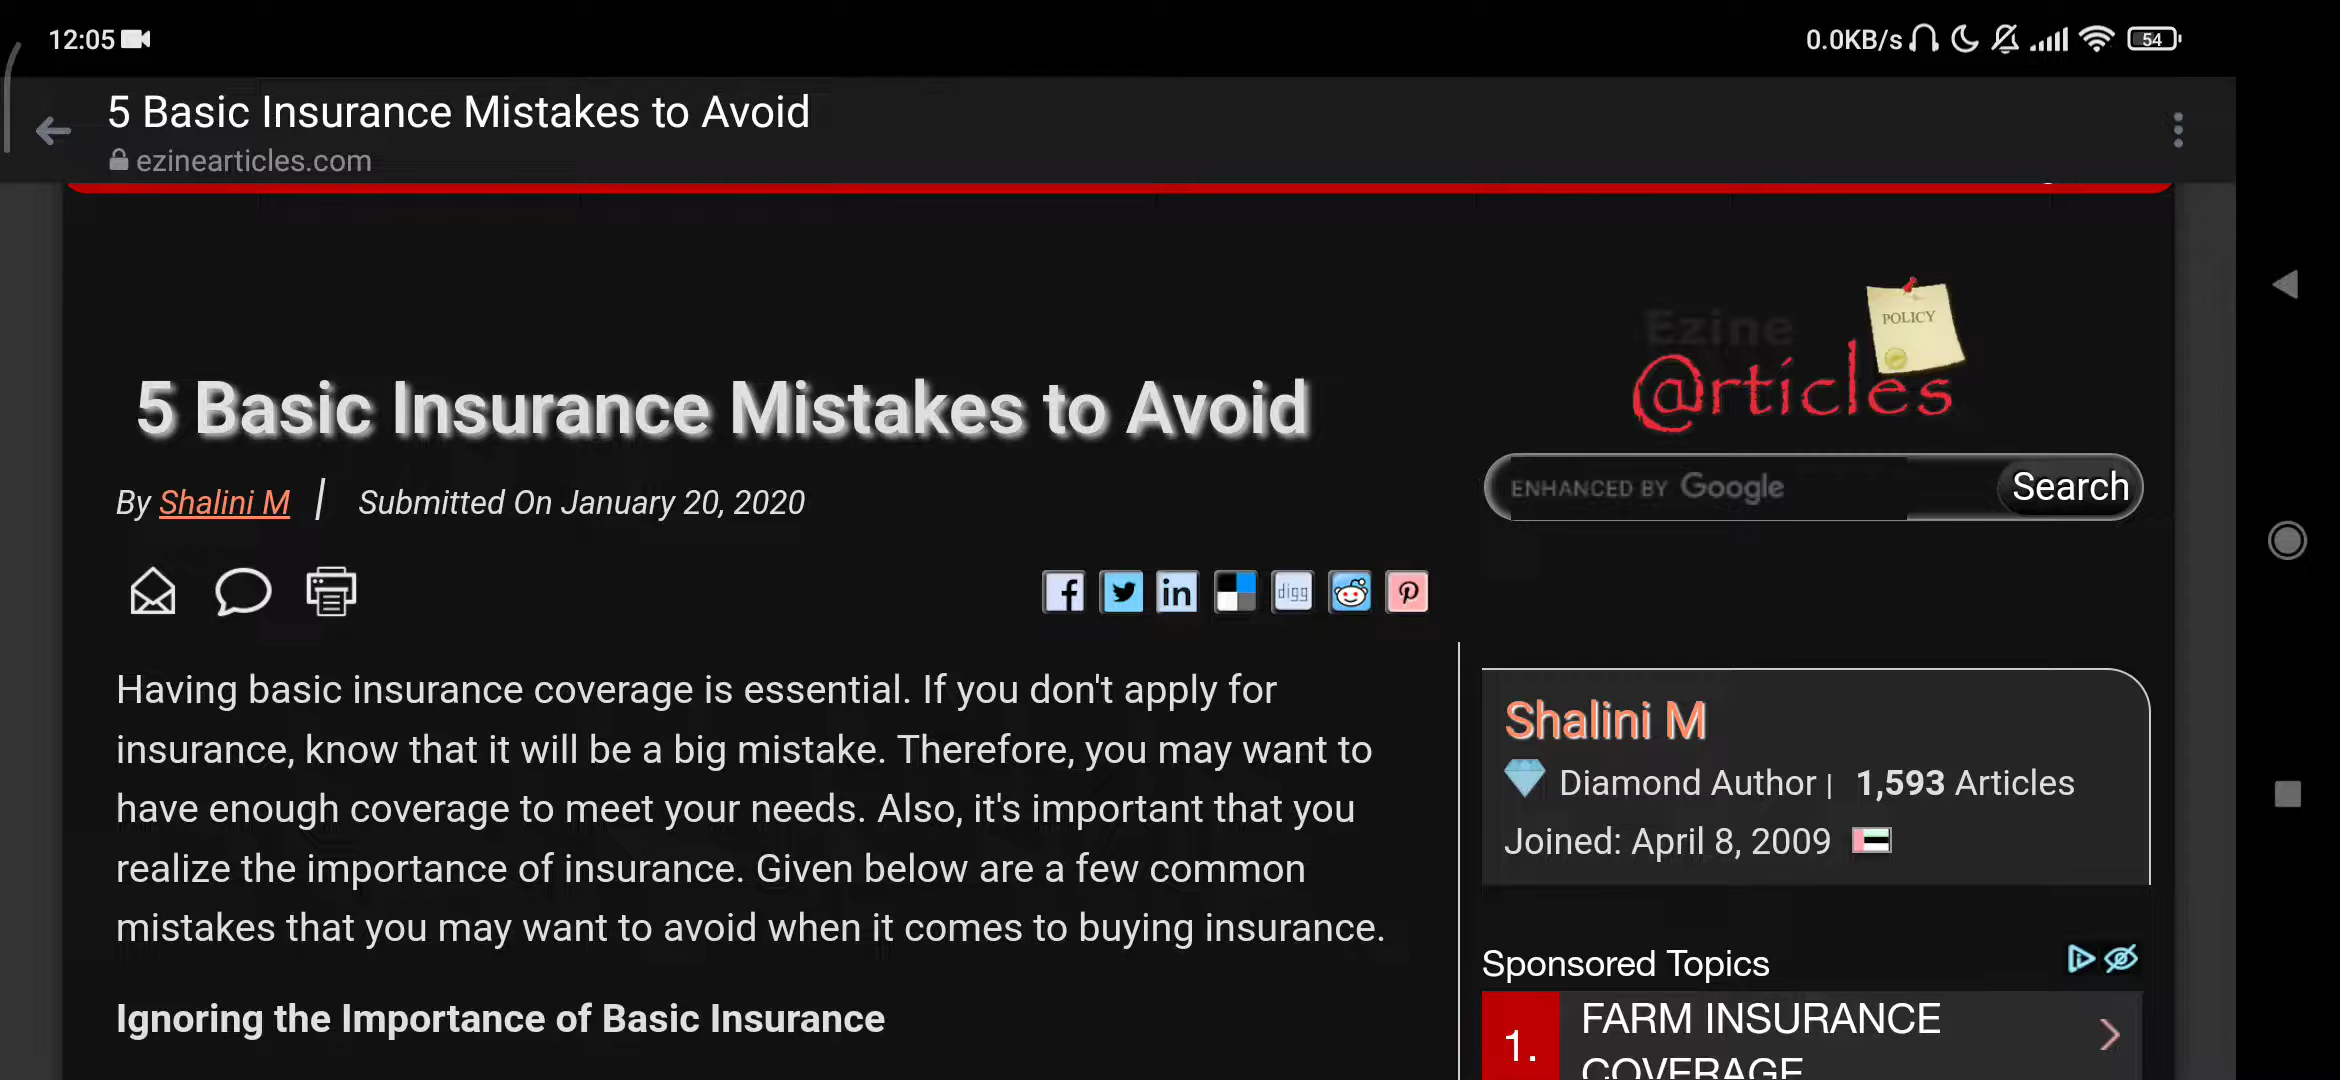 12:05
0.0KB/s
54
5 Basic Insurance Mistakes to Avoid
ezinearticles.com
Ezine
POLICY
@rticles
5 Basic Insurance Mistakes to Avoid
ENHANCED BY Google
Search
By Shalini M | Submitted On January 20, 2020
f
in
digg
Having basic insurance coverage is essential. If you don't apply for
insurance, know that it will be a big mistake. Therefore, you may want to
have enough coverage to meet your needs. Also, it's important that you
realize the importance of insurance. Given below are a few common
mistakes that you may want to avoid when it comes to buying insurance.
Ignoring the Importance of Basic Insurance
Shalini M
Diamond Author | 1,593 Articles
Joined: April 8, 2009
Sponsored Topics
1.
FARM INSURANCE
COVERAGE